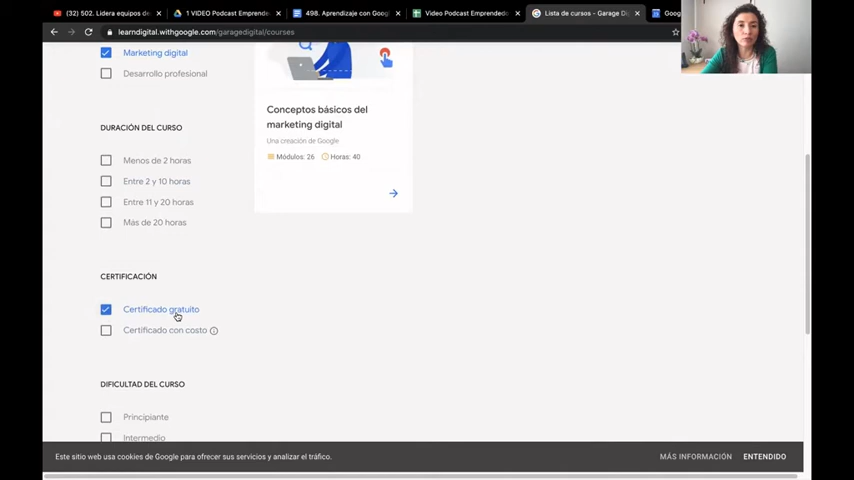 (32) 502. Lidera equipos de
1 VIDEO Podcast Emprende
498. Aprendizaje con Goog
Video Podcast Emprended
Lista de cursos - Garage Di
Goog
learndigital.withgoogle.com/garagedigital/courses
Marketing digital
Desarrollo profesional
DURACIÓN DEL CURSO
Menos de 2 horas
Entre 2 y 10 horas
Entre 11 y 20 horas
Más de 20 horas
CERTIFICACIÓN
Certificado gratuito
Certificado con costo
DIFICULTAD DEL CURSO
Principiante
Intermedio
Conceptos básicos del
marketing digital
Una creación de Google
Módulos: 26 Horas: 40
Este sitio web usa cookies de Google para ofrecer sus servicios y analizar el tráfico.
MÁS INFORMACIÓN ENTENDIDO